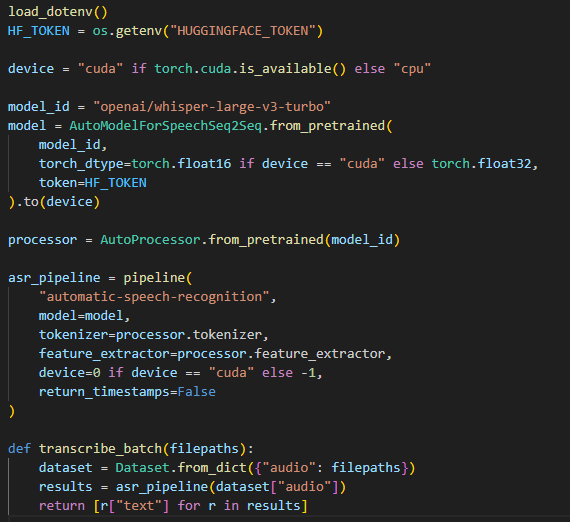 load_dotenv()
HF_TOKEN = os.getenv("HUGGINGFACE_TOKEN")

device = "cuda" if torch.cuda.is_available() else "cpu"

model_id = "openai/whisper-large-v3-turbo"
model = AutoModelForSpeechSeq2Seq.from_pretrained(
    model_id,
    torch_dtype=torch.float16 if device == "cuda" else torch.float32,
    token=HF_TOKEN
).to(device)

processor = AutoProcessor.from_pretrained(model_id)

asr_pipeline = pipeline(
    "automatic-speech-recognition",
    model=model,
    tokenizer=processor.tokenizer,
    feature_extractor=processor.feature_extractor,
    device=0 if device == "cuda" else -1,
    return_timestamps=False
)

def transcribe_batch(filepaths):
    dataset = Dataset.from_dict({"audio": filepaths})
    results = asr_pipeline(dataset["audio"])
    return [r["text"] for r in results]